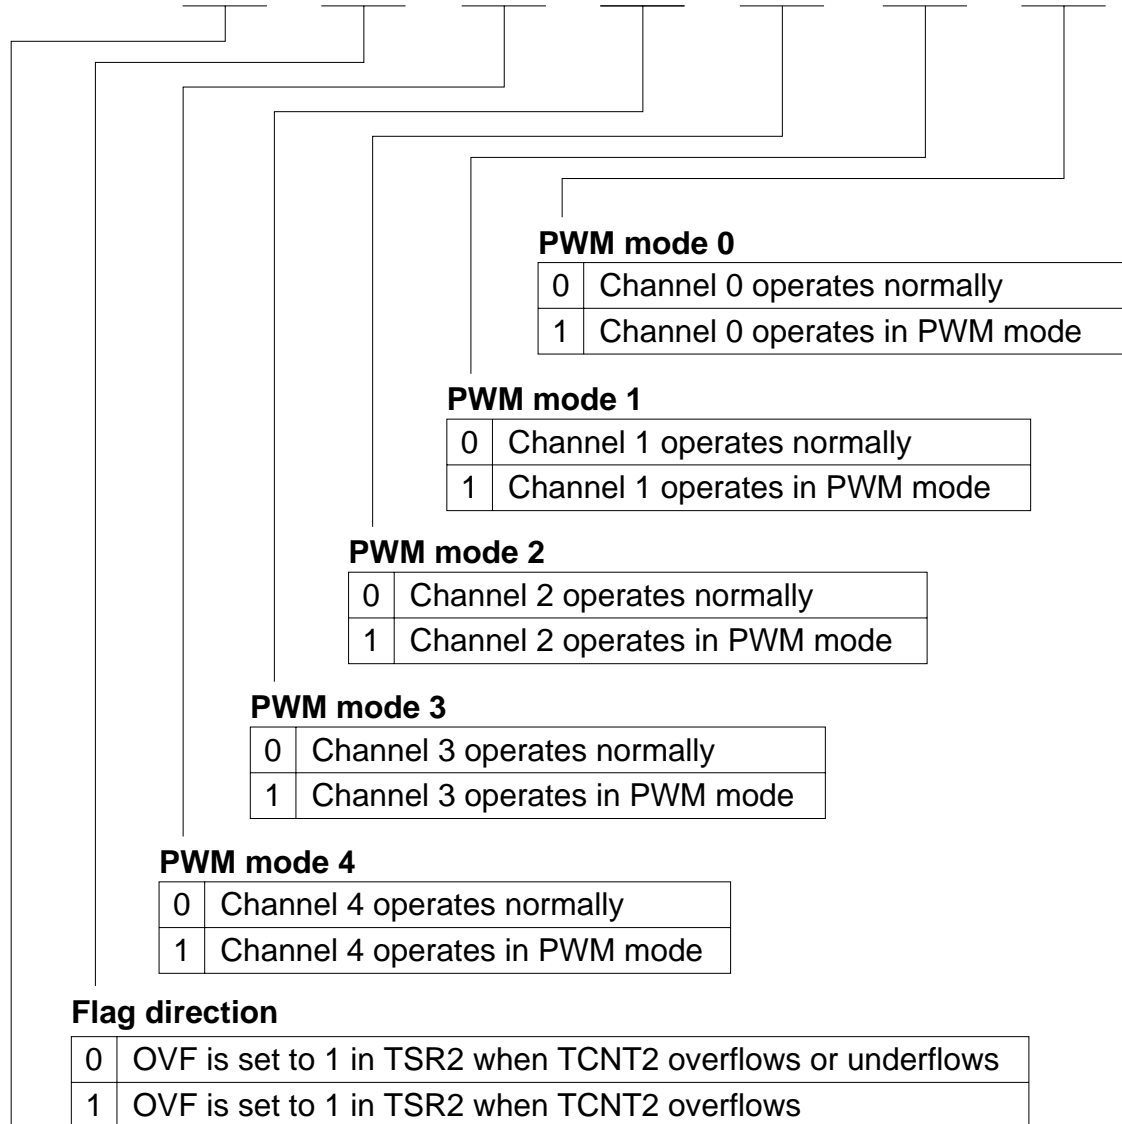 PWM mode 0
0 Channel 0 operates normally
1 Channel 0 operates in PWM mode
PWM mode 1
0 Channel 1 operates normally
1 Channel 1 operates in PWM mode
PWM mode 2
0 Channel 2 operates normally
1 Channel 2 operates in PWM mode
PWM mode 3
0 Channel 3 operates normally
1 Channel 3 operates in PWM mode
PWM mode 4
0 Channel 4 operates normally
1 Channel 4 operates in PWM mode
Flag direction
0 OVF is set to 1 in TSR2 when TCNT2 overflows or underflows
1 OVF is set to 1 in TSR2 when TCNT2 overflows